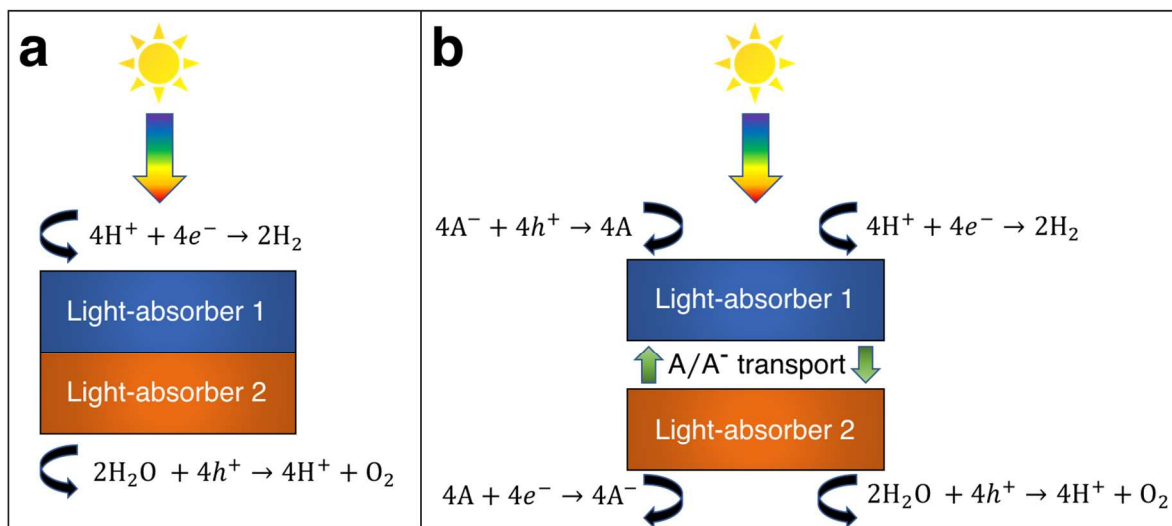 a
4H⁺ + 4e⁻ → 2H₂
Light-absorber 1
Light-absorber 2
2H₂O + 4h⁺ → 4H⁺ + O₂
b
4A⁻ + 4h⁺ → 4A
4H⁺ + 4e⁻ → 2H₂
Light-absorber 1
A/A⁻ transport
Light-absorber 2
4A + 4e⁻ → 4A⁻
2H₂O + 4h⁺ → 4H⁺ + O₂